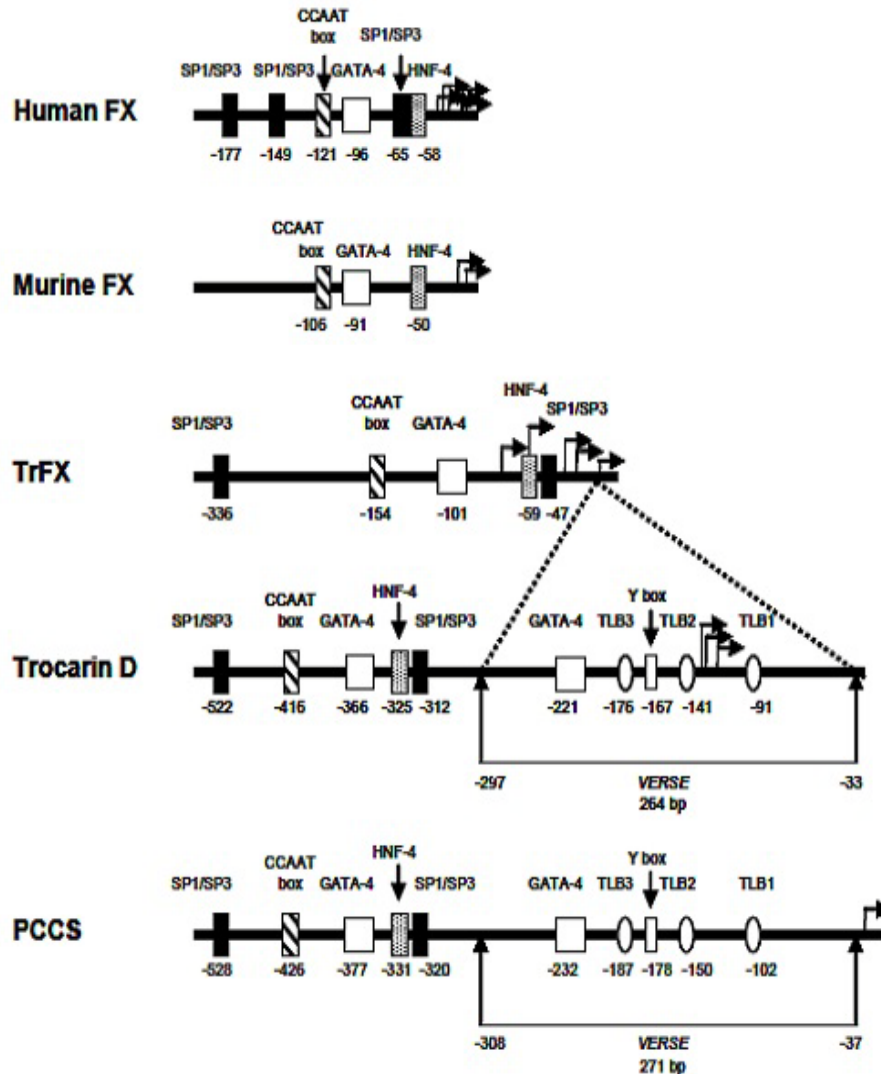 CCAAT
box
SP1/SP3
SP1/SP3 SP1/SP3 GATA-4 HNF-4
Human FX
-177 -149 -121 -96 -65 -58
CCAAT
box GATA-4 HNF-4
Murine FX
-106 -91 -50
HNF-4
SP1/SP3 CCAAT
box GATA-4 SP1/SP3
TrFX
-336 -154 -101 -59 -47
HNF-4 Y box
SP1/SP3 CCAAT
box GATA-4 SP1/SP3 GATA-4 TLB3 TLB2 TLB1
Trocarin D
-522 -416 -366 -325 -312 -221 -176 -167 -141 -91
-297 VERSE -33
264 bp
HNF-4 Y box
CCAAT
SP1/SP3 box GATA-4 SP1/SP3 GATA-4 TLB3 TLB2 TLB1
PCCS
-528 -426 -377 -331 -320 -232 -187 -178 -150 -102
-308 VERSE -37
271 bp